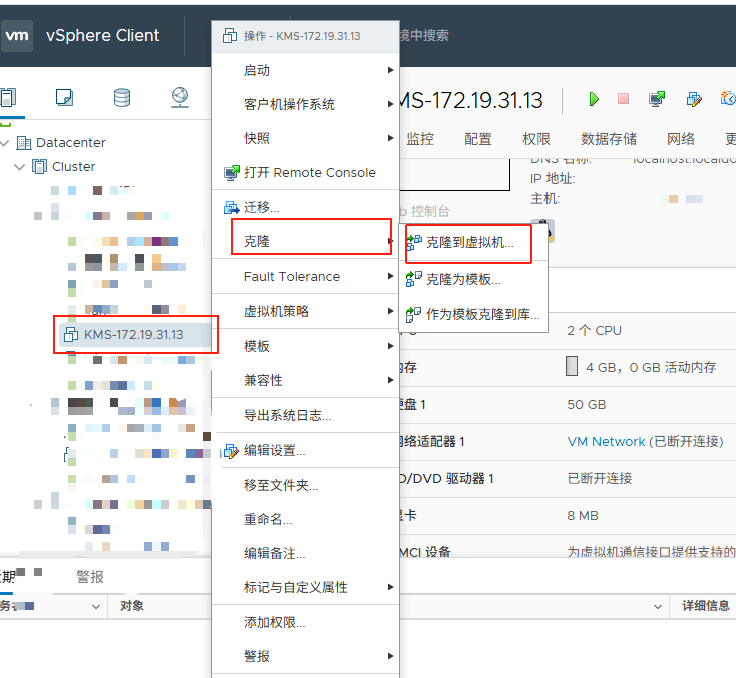 vm vSphere Client
境中搜索
操作 - KMS-172.19.31.13
启动
客户机操作系统
快照
打开 Remote Console
迁移...
克隆
Fault Tolerance
虚拟机策略
模板
兼容性
导出系统日志...
编辑设置...
移至文件夹...
重命名...
编辑备注...
标记与自定义属性
添加权限...
警报
克隆到虚拟机...
克隆为模板...
作为模板克隆到库...
Datacenter
Cluster
KMS-172.19.31.13
MS-172.19.31.13
监控 配置 权限 数据存储 网络
DNS 名称: localhost.localdo
IP 地址:
主机:
控制台
2 个 CPU
内存 4 GB，0 GB 活动内存
硬盘 1 50 GB
网络适配器 1 VM Network (已断开连接)
D/DVD 驱动器 1 已断开连接
显卡 8 MB
MCI 设备 为虚拟机通信接口提供支持的
近期 警报
对象 详细信息